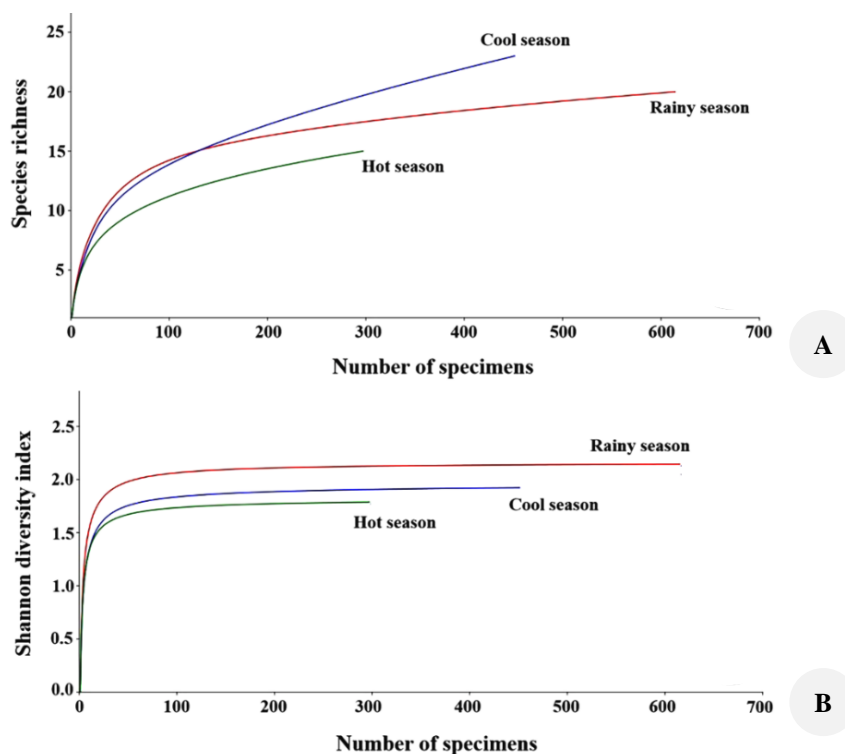 25
Cool season
20
Rainy season
15
Hot season
10
5
0 100 200 300 400 500 600 700
Species richness
Number of specimens
A
2.5
Rainy season
2.0
Cool season
Hot season
1.5
1.0
0.5
0.0
0 100 200 300 400 500 600 700
Shannon diversity index
Number of specimens
B